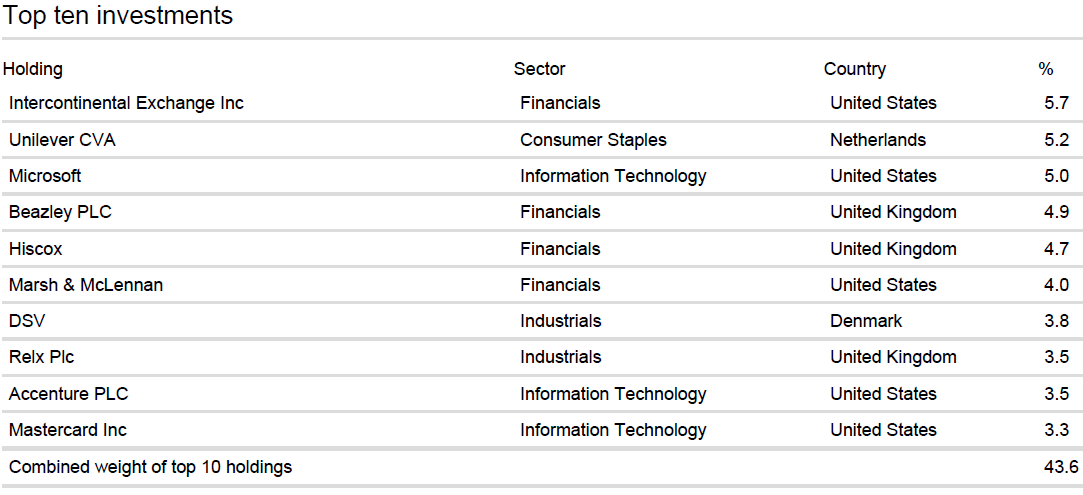 Top ten investments
Holding Sector Country %
Intercontinental Exchange Inc Financials United States 5.7
Unilever CVA Consumer Staples Netherlands 5.2
Microsoft Information Technology United States 5.0
Beazley PLC Financials United Kingdom 4.9
Hiscox Financials United Kingdom 4.7
Marsh & McLennan Financials United States 4.0
DSV Industrials Denmark 3.8
Relx Plc Industrials United Kingdom 3.5
Accenture PLC Information Technology United States 3.5
Mastercard Inc Information Technology United States 3.3
Combined weight of top 10 holdings 43.6